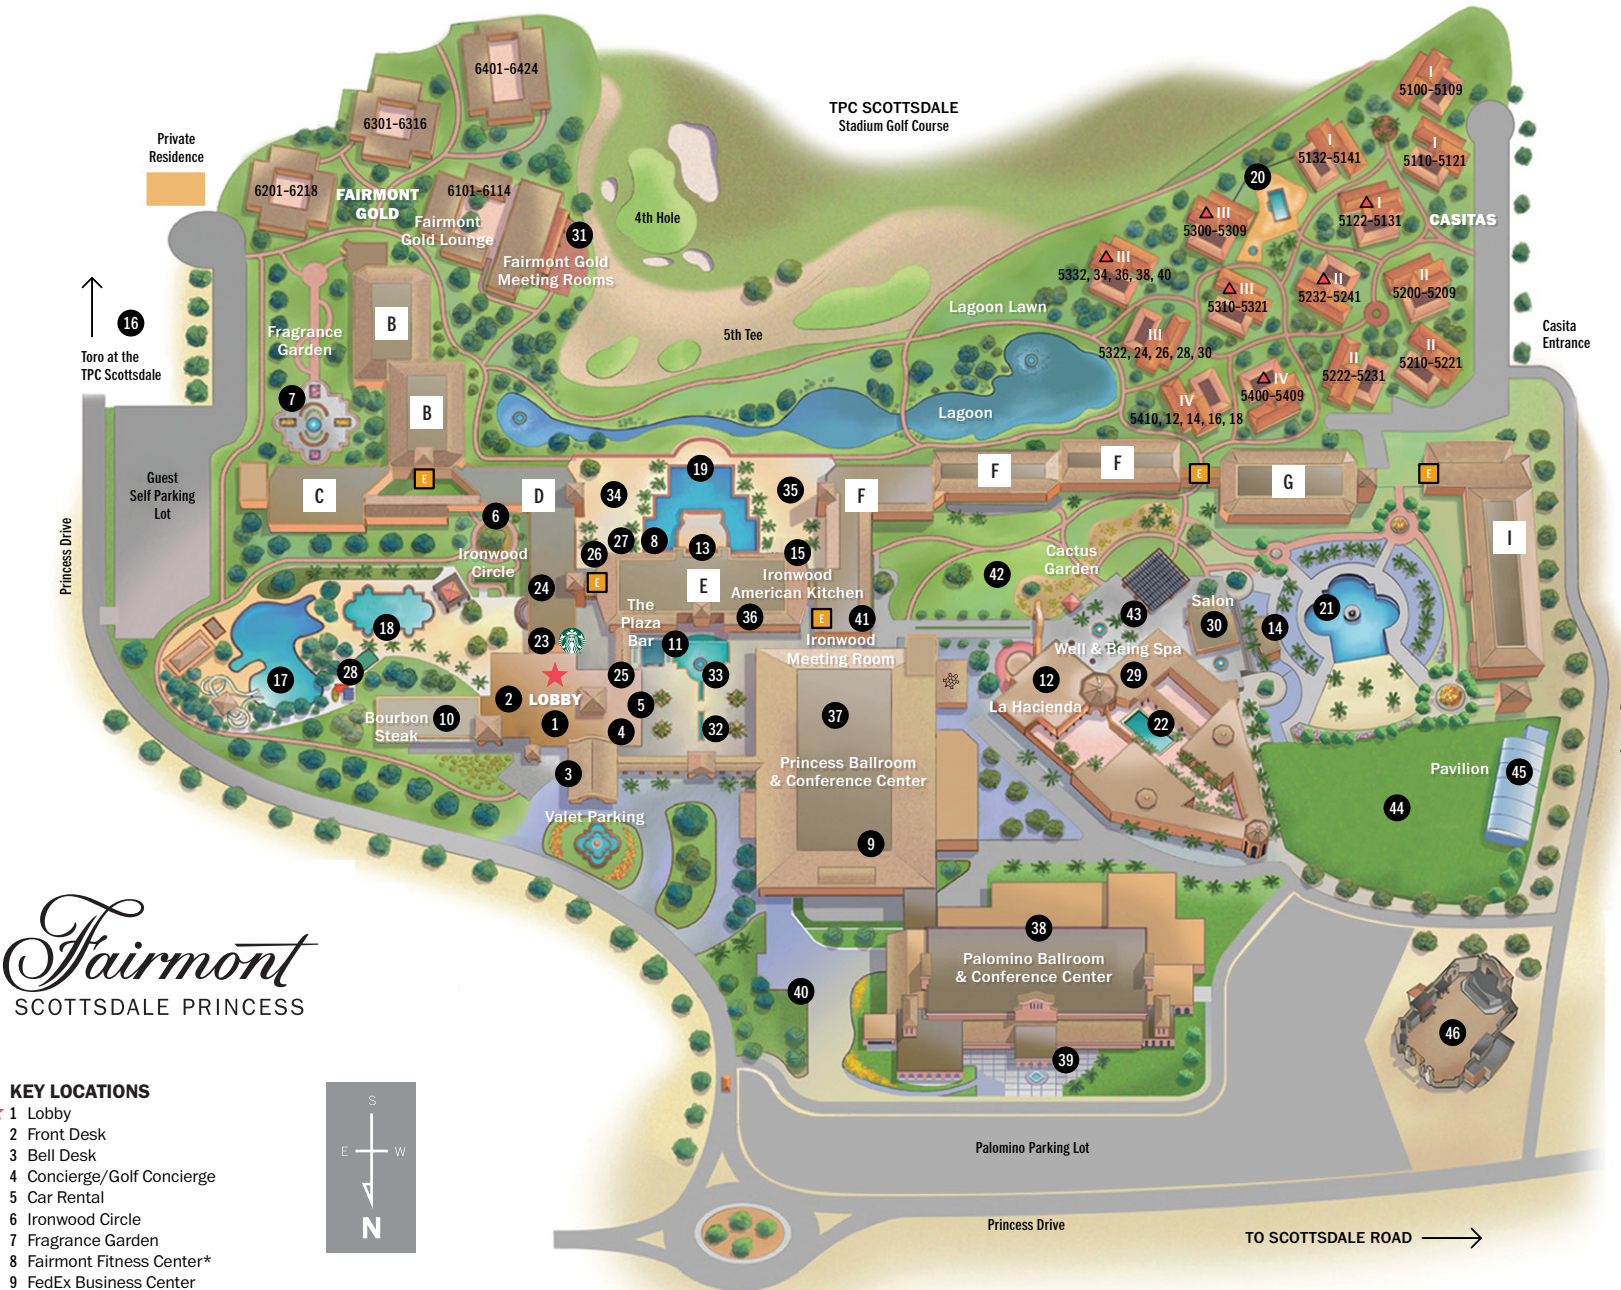 6401–6424
TPC SCOTTSDALE
Stadium Golf Course
I
5100–5109
6301–6316
Private
Residence
I
5132–5141
I
5110–5121
20
6201–6218
FAIRMONT
GOLD
6101–6114
Fairmont
Gold Lounge
4th Hole
III
5300–5309
I
5122–5131
CASITAS
31
Fairmont Gold
Meeting Rooms
III
5332, 34, 36, 38, 40
III
5310–5321
II
5232–5241
II
5200–5209
Lagoon Lawn
16
Toro at the
TPC Scottsdale
Fragrance
Garden
B
5th Tee
III
5322, 24, 26, 28, 30
II
5222–5231
II
5210–5221
Casita
Entrance
7
B
Lagoon
IV
5410, 12, 14, 16, 18
IV
5400–5409
Guest
Self Parking
Lot
C
E
D
34
19
35
F
F
F
E
G
E
I
6
Ironwood
Circle
26
27
8
13
15
Ironwood
American Kitchen
42
Cactus
Garden
Princess Drive
24
E
E
The
Plaza
Bar
36
E
41
Ironwood
Meeting Room
43
Salon
30
14
21
18
23
11
Well & Being Spa
17
28
LOBBY
25
33
12
29
La Hacienda
2
1
5
4
32
37
22
Bourbon
Steak
10
3
Princess Ballroom
& Conference Center
Pavilion
45
44
Valet Parking
9
38
Palomino Ballroom
& Conference Center
Fairmont
SCOTTSDALE PRINCESS
40
46
39
KEY LOCATIONS
1 Lobby
2 Front Desk
3 Bell Desk
4 Concierge/Golf Concierge
5 Car Rental
6 Ironwood Circle
7 Fragrance Garden
8 Fairmont Fitness Center*
9 FedEx Business Center
S
E W
N
Palomino Parking Lot
Princess Drive
TO SCOTTSDALE ROAD